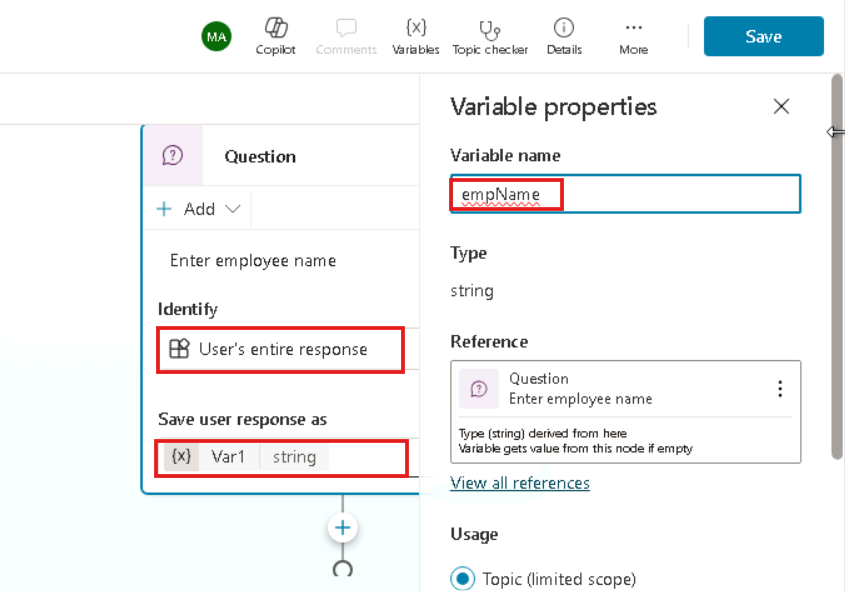 MA
Copilot
Comments
{x}
Variables
Topic checker
Details
More
Save
Question
Add
Enter employee name
Identify
User's entire response
Save user response as
{x} Var1 string
Variable properties
Variable name
empName
Type
string
Reference
Question
Enter employee name
Type (string) derived from here
Variable gets value from this node if empty
View all references
Usage
Topic (limited scope)